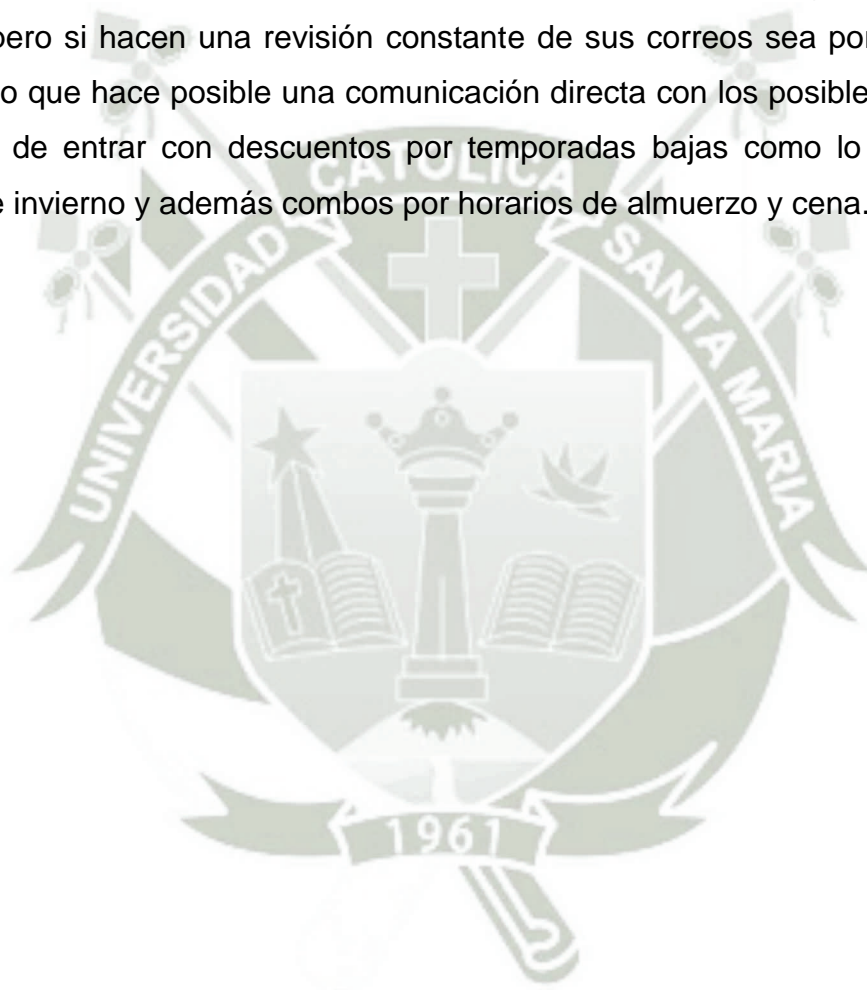 pero si hacen una revisión constante de sus correos sea por
o que hace posible una comunicación directa con los posible
de entrar con descuentos por temporadas bajas como lo
e invierno y además combos por horarios de almuerzo y cena.
UNIVERSIDAD CATOLICA SANTA MARIA
1961